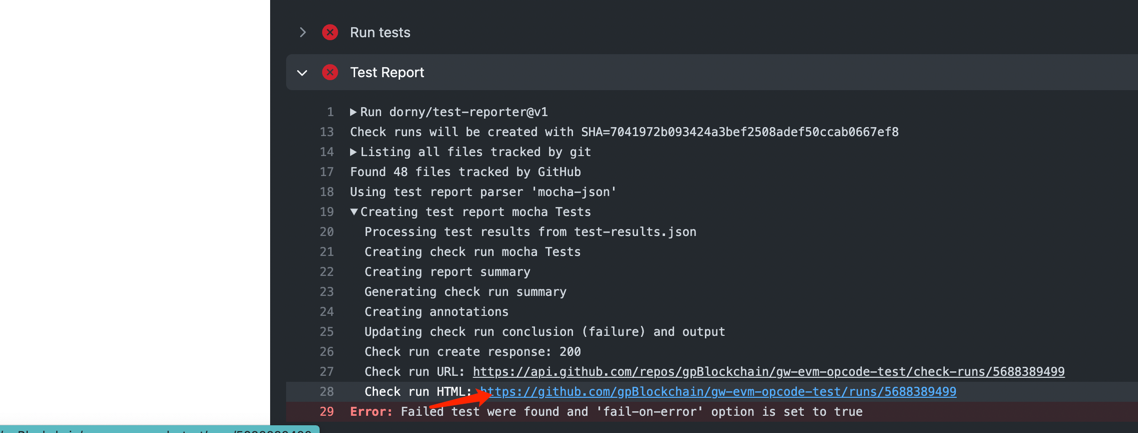 Run tests
Test Report
1 Run dorny/test-reporter@v1
13 Check runs will be created with SHA=7041972b093424a3bef2508adef50ccab0667ef8
14 Listing all files tracked by git
17 Found 48 files tracked by GitHub
18 Using test report parser 'mocha-json'
19 Creating test report mocha Tests
20 Processing test results from test-results.json
21 Creating check run mocha Tests
22 Creating report summary
23 Generating check run summary
24 Creating annotations
25 Updating check run conclusion (failure) and output
26 Check run create response: 200
27 Check run URL: https://api.github.com/repos/gpBlockchain/gw-evm-opcode-test/check-runs/5688389499
28 Check run HTML: https://github.com/gpBlockchain/gw-evm-opcode-test/runs/5688389499
29 Error: Failed test were found and 'fail-on-error' option is set to true